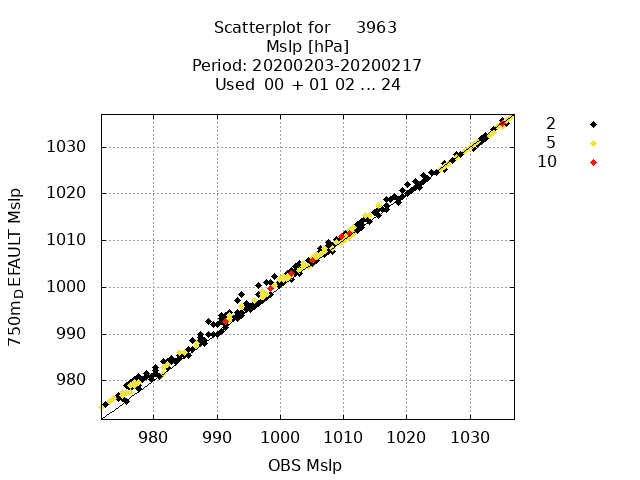 Scatterplot for 3963
Mslp [hPa]
Period: 20200203-20200217
Used 00 + 01 02 ... 24
2
5
10
1030
1020
1010
1000
990
980
750mDEFAULT Mslp
980 990 1000 1010 1020 1030
OBS Mslp